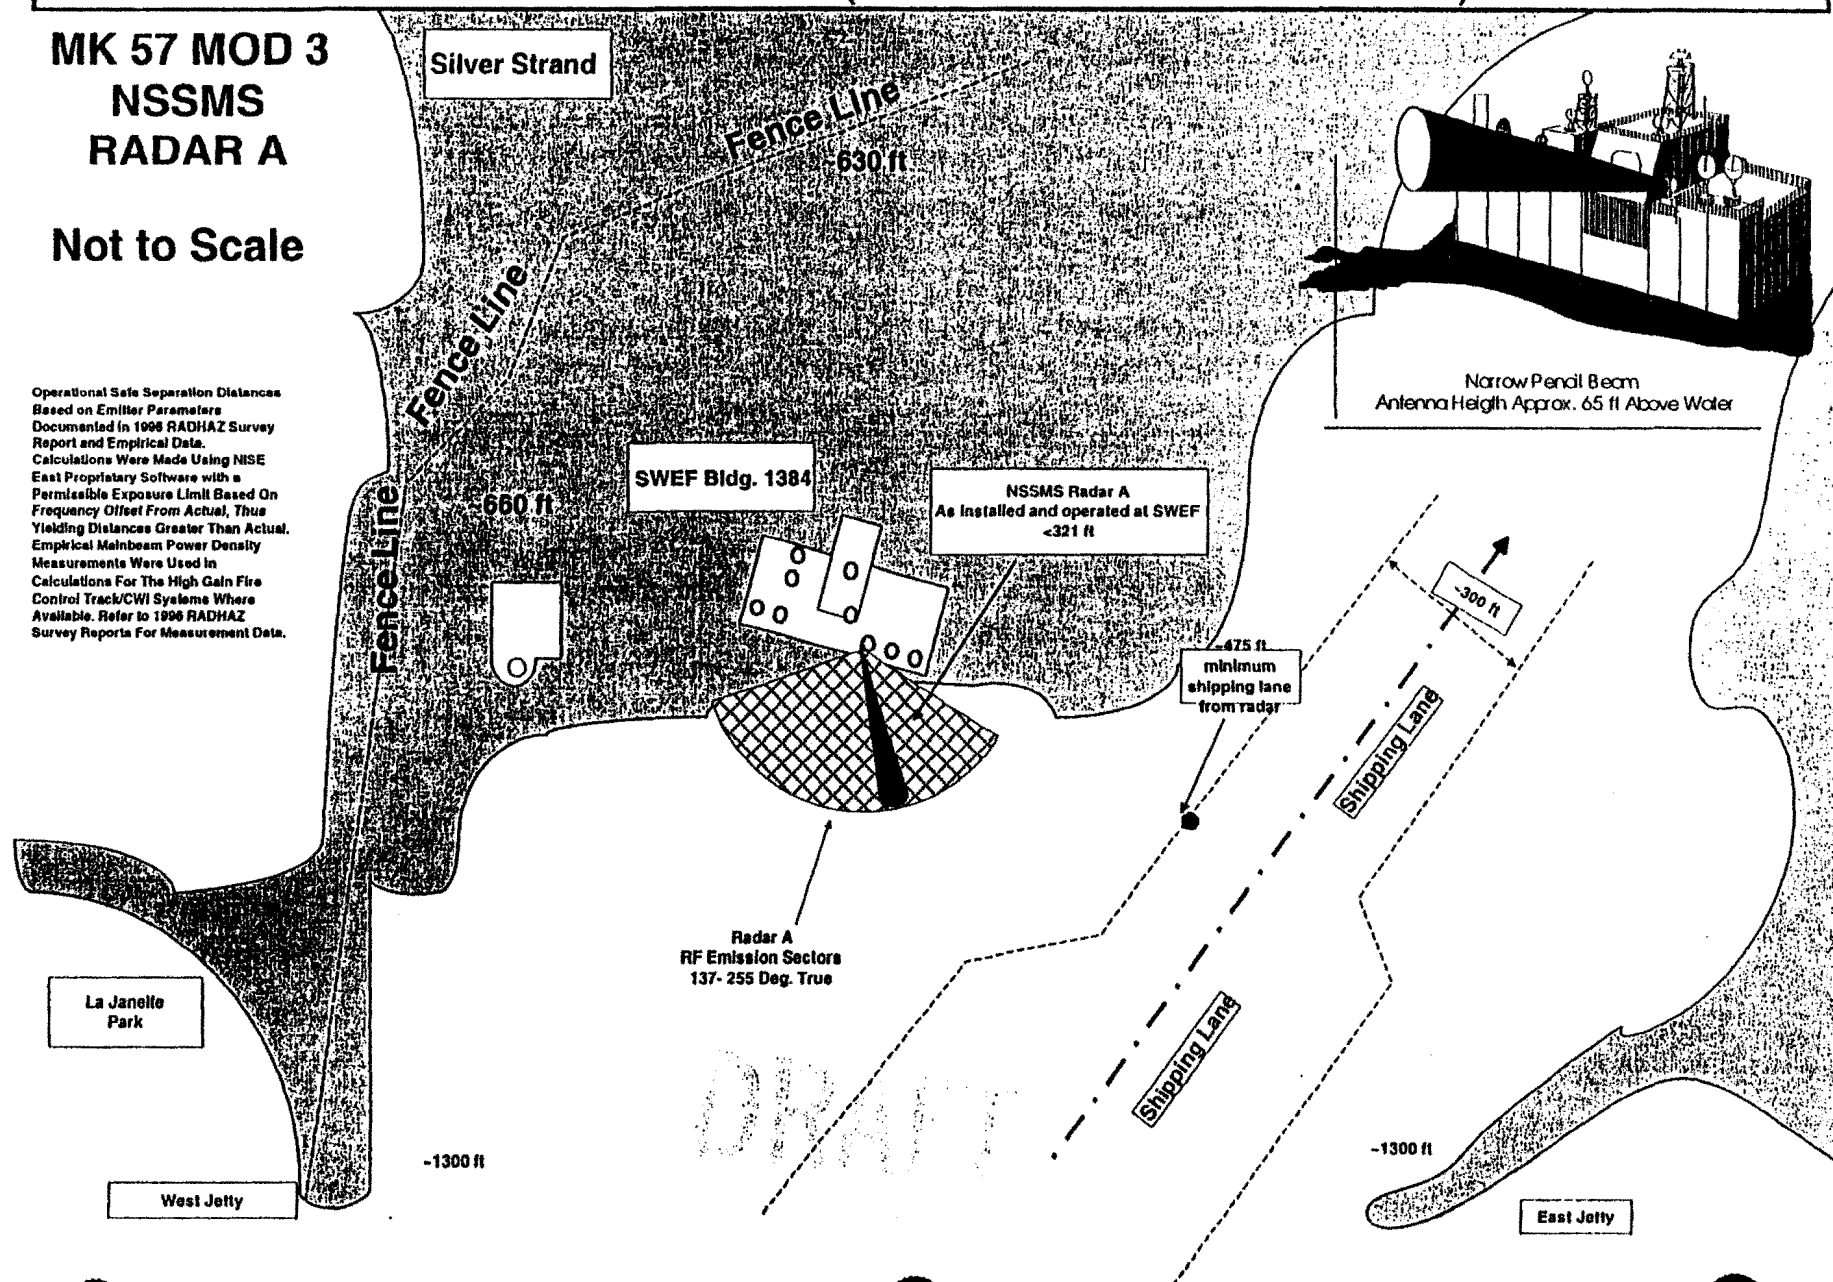 MK 57 MOD 3
NSSMS
RADAR A
Not to Scale
Silver Strand
Fence Line
630 ft
Fence Line
Narrow Pencil Beam
Antenna Heigth Approx. 65 ft Above Water
Operational Safe Separation Distances
Based on Emitter Parameters
Documented in 1996 RADHAZ Survey
Report and Empirical Data.
Calculations Were Made Using NISE
East Proprietary Software with a
Permissible Exposure Limit Based On
Frequency Offset From Actual, Thus
Yielding Distances Greater Than Actual.
Empirical Mainbeam Power Density
Measurements Were Used in
Calculations For The High Gain Fire
Control Track/CWI Systems Where
Available. Refer to 1996 RADHAZ
Survey Reports For Measurement Data.
Fence Line
660 ft
SWEF Bldg. 1384
NSSMS Radar A
As installed and operated at SWEF
<321 ft
~300 ft
~475 ft
minimum
shipping lane
from radar
Shipping Lane
Radar A
RF Emission Sectors
137- 255 Deg. True
La Janelle
Park
Shipping Lane
DRAFT
~1300 ft
~1300 ft
West Jetty
East Jetty